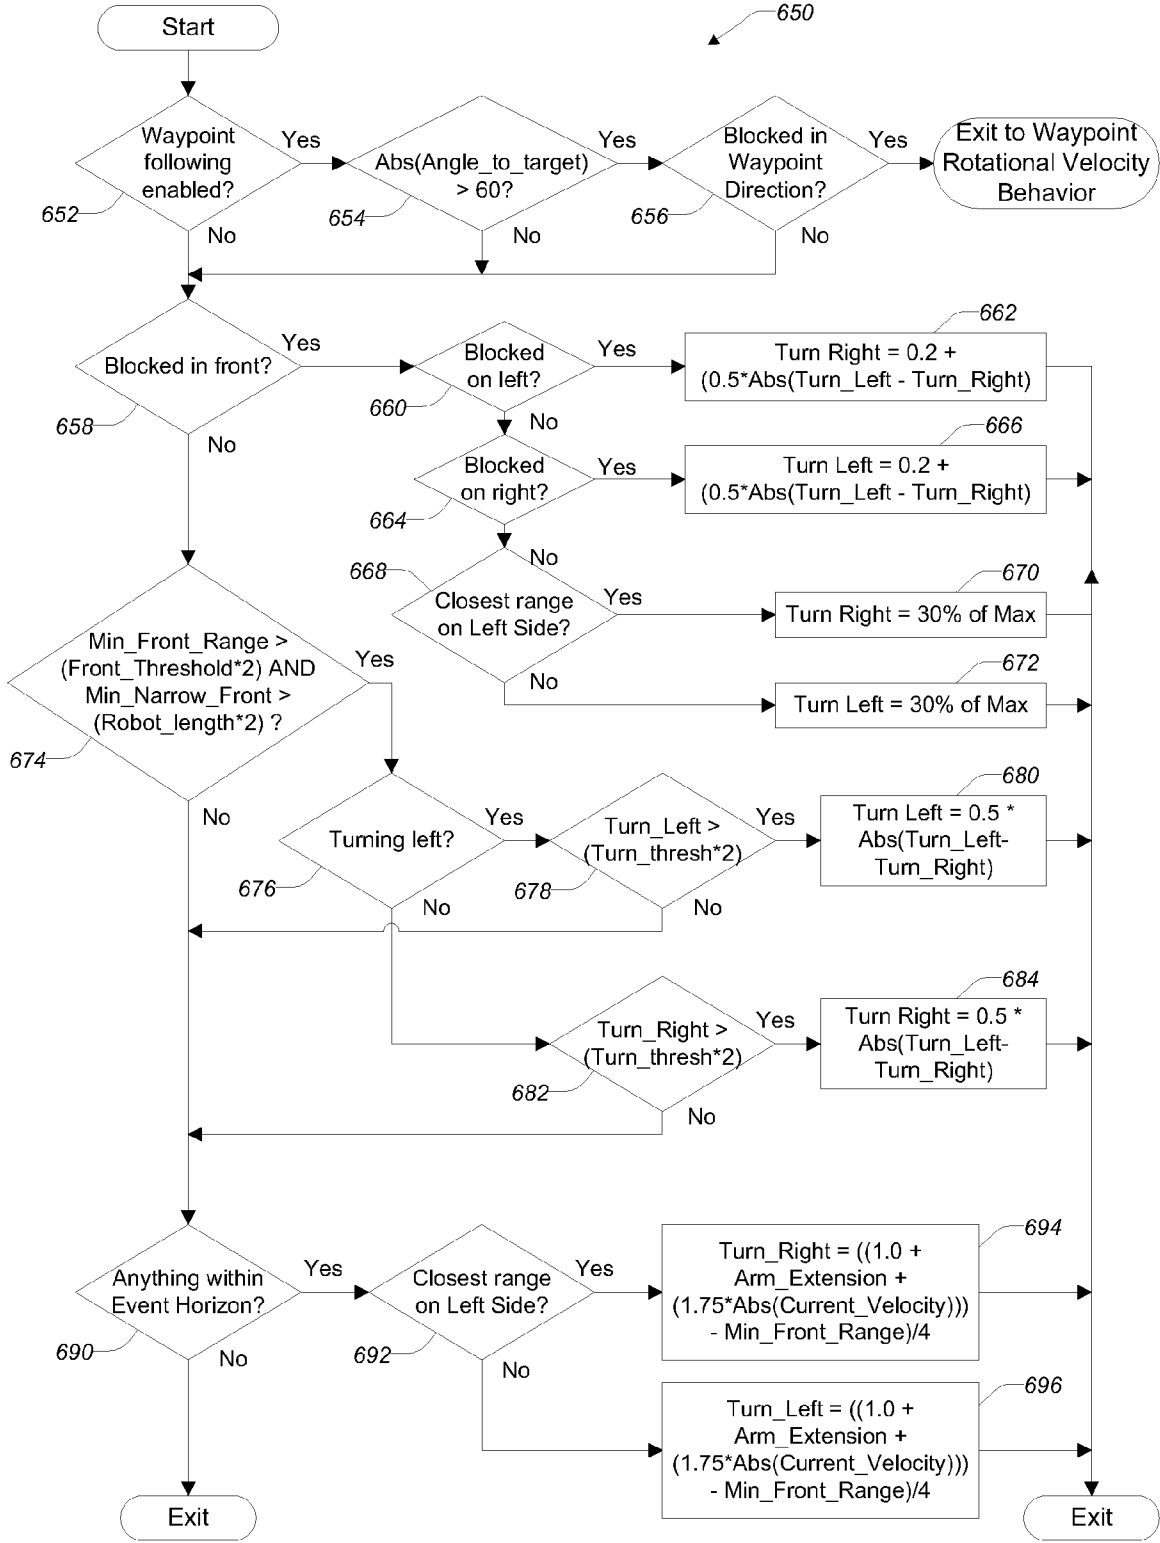 650
Start
Waypoint
following
enabled?
Yes
652
No
Abs(Angle_to_target)
> 60?
Yes
654
No
Blocked in
Waypoint
Direction?
Yes
656
No
Exit to Waypoint
Rotational Velocity
Behavior
Blocked in front?
Yes
658
No
Blocked
on left?
Yes
660
No
662
Turn Right = 0.2 +
(0.5*Abs(Turn_Left - Turn_Right)
Blocked
on right?
Yes
664
No
666
Turn Left = 0.2 +
(0.5*Abs(Turn_Left - Turn_Right)
668
Closest range
on Left Side?
Yes
No
670
Turn Right = 30% of Max
672
Turn Left = 30% of Max
Min_Front_Range >
(Front_Threshold*2) AND
Min_Narrow_Front >
(Robot_length*2) ?
Yes
674
No
Turning left?
Yes
676
No
Turn_Left >
(Turn_thresh*2)
Yes
678
No
680
Turn Left = 0.5 *
Abs(Turn_Left-
Turn_Right)
Turn_Right >
(Turn_thresh*2)
Yes
682
No
684
Turn Right = 0.5 *
Abs(Turn_Left-
Turn_Right)
Anything within
Event Horizon?
Yes
690
No
Closest range
on Left Side?
Yes
692
No
694
Turn_Right = ((1.0 +
Arm_Extension +
(1.75*Abs(Current_Velocity)))
- Min_Front_Range)/4
696
Turn_Left = ((1.0 +
Arm_Extension +
(1.75*Abs(Current_Velocity)))
- Min_Front_Range)/4
Exit
Exit